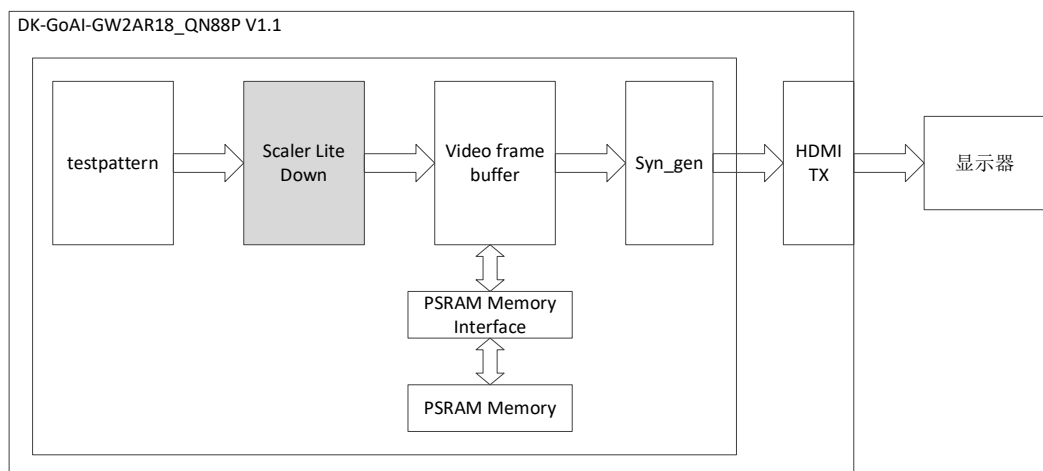 DK-GoAI-GW2AR18_QN88P V1.1
testpattern
Scaler Lite
Down
Video frame
buffer
Syn_gen
HDMI
TX
显示器
PSRAM Memory
Interface
PSRAM Memory